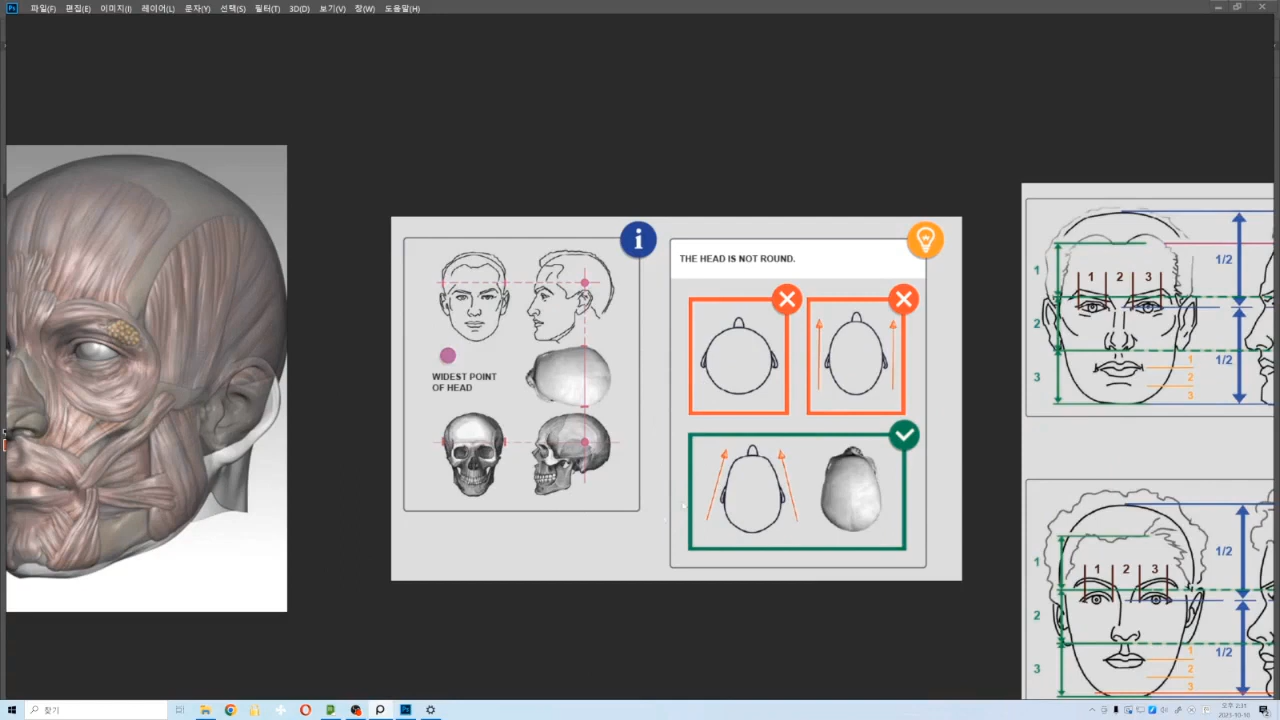 Ps 파일(F) 편집(E) 이미지(I) 레이어(L) 문자(Y) 선택(S) 필터(T) 3D(D) 보기(V) 창(W) 도움말(H)
WIDEST POINT
OF HEAD
THE HEAD IS NOT ROUND.
1 2 3
1
2
3
1/2
1/2
1
2
3
1 2 3
1
2
3
1/2
1/2
1
2
3
찾기